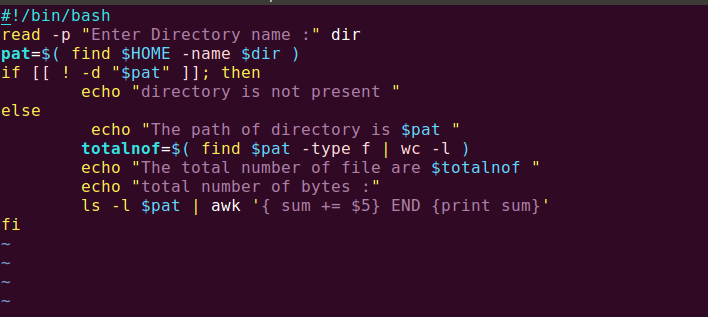 #!/bin/bash
read -p "Enter Directory name :" dir
pat=$( find $HOME -name $dir )
if [[ ! -d "$pat" ]]; then
        echo "directory is not present "
else
         echo "The path of directory is $pat "
        totalnof=$( find $pat -type f | wc -l )
        echo "The total number of file are $totalnof "
        echo "total number of bytes :"
        ls -l $pat | awk '{ sum += $5} END {print sum}'
fi
~
~
~
~